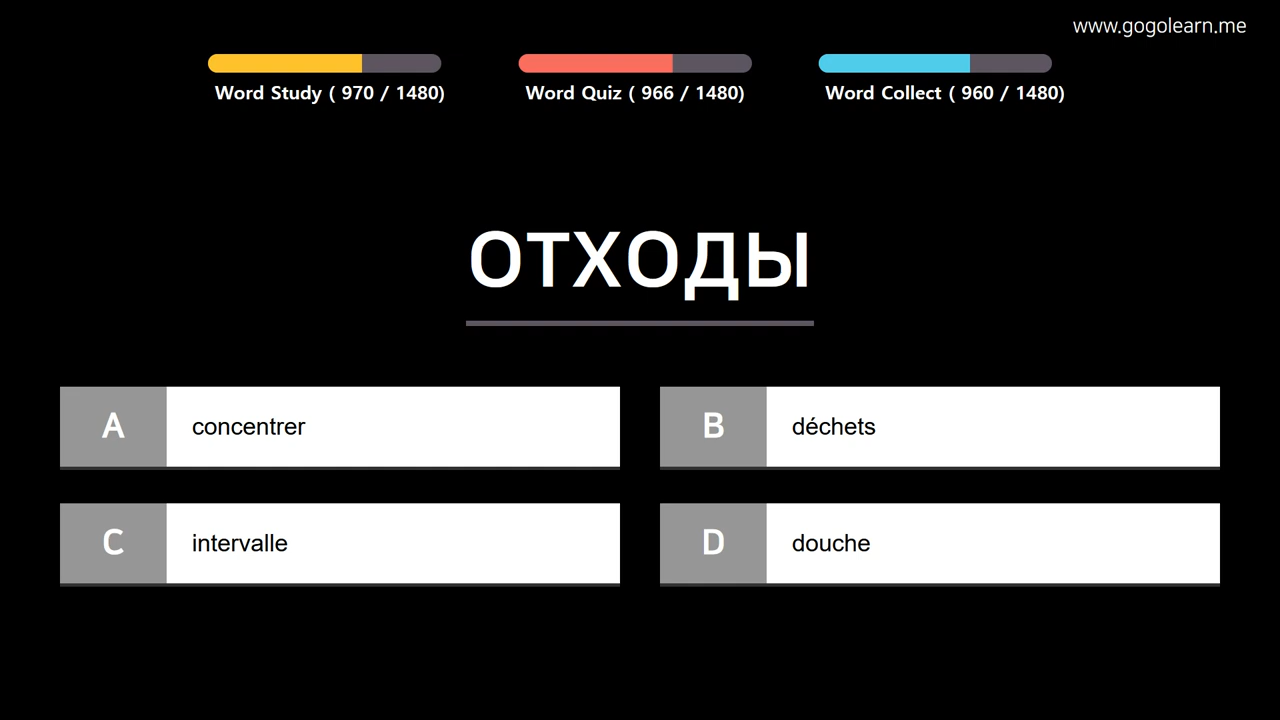 www.gogolearn.me
Word Study ( 970 / 1480)
Word Quiz ( 966 / 1480)
Word Collect ( 960 / 1480)
ОТХОДЫ
A
concentrer
B
déchets
C
intervalle
D
douche